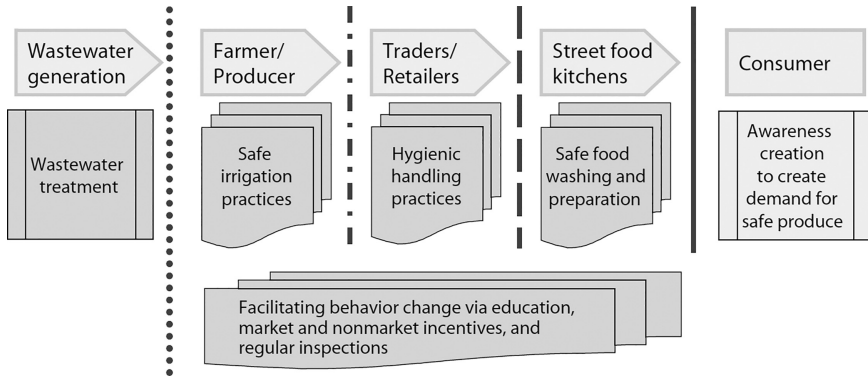 Wastewater
generation
Farmer/
Producer
Traders/
Retailers
Street food
kitchens
Consumer
Wastewater
treatment
Safe
irrigation
practices
Hygienic
handling
practices
Safe food
washing and
preparation
Awareness
creation
to create
demand for
safe produce
Facilitating behavior change via education,
market and nonmarket incentives, and
regular inspections